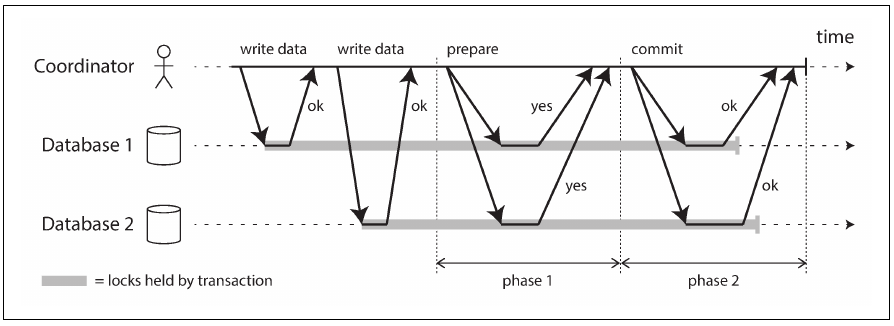 time
write data
write data
prepare
commit
Coordinator
ok
ok
yes
ok
Database 1
yes
ok
Database 2
= locks held by transaction
phase 1
phase 2